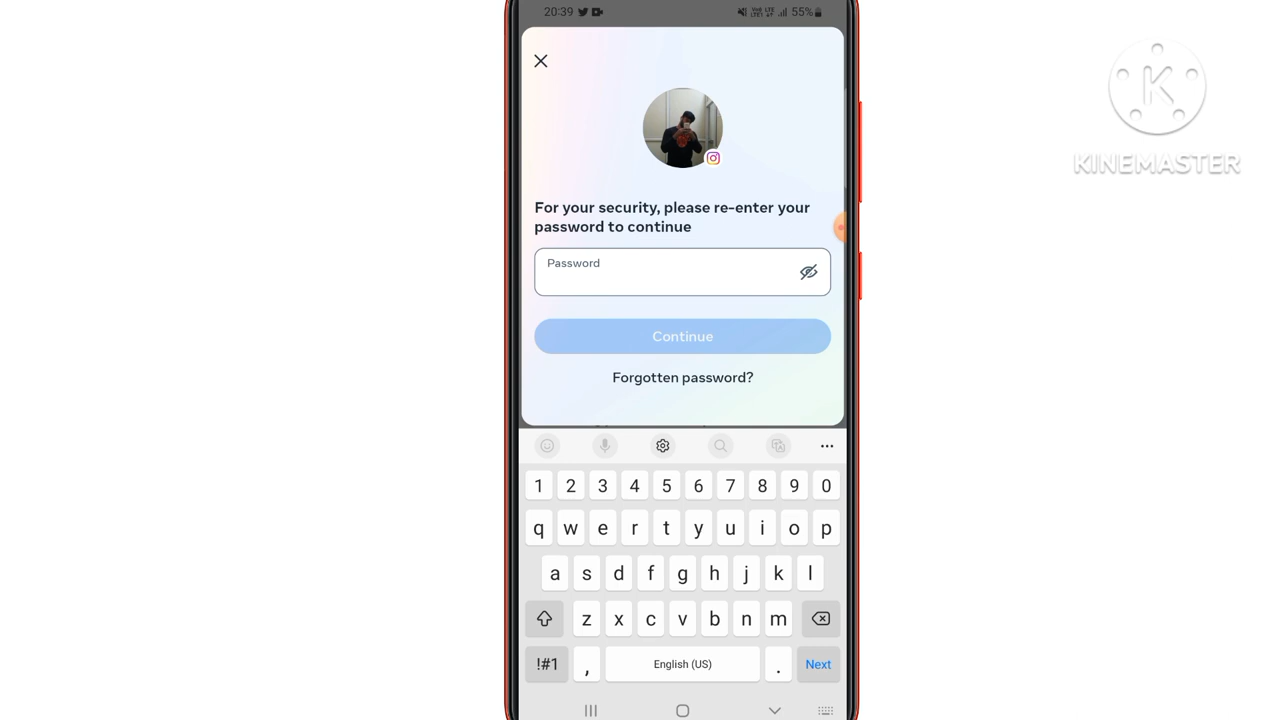 20:39 55%
KINEMASTER
For your security, please re-enter your
password to continue
Password
Continue
Forgotten password?
1 2 3 4 5 6 7 8 9 0
q w e r t y u i o p
a s d f g h j k l
z x c v b n m
!#1 , English (US) . Next